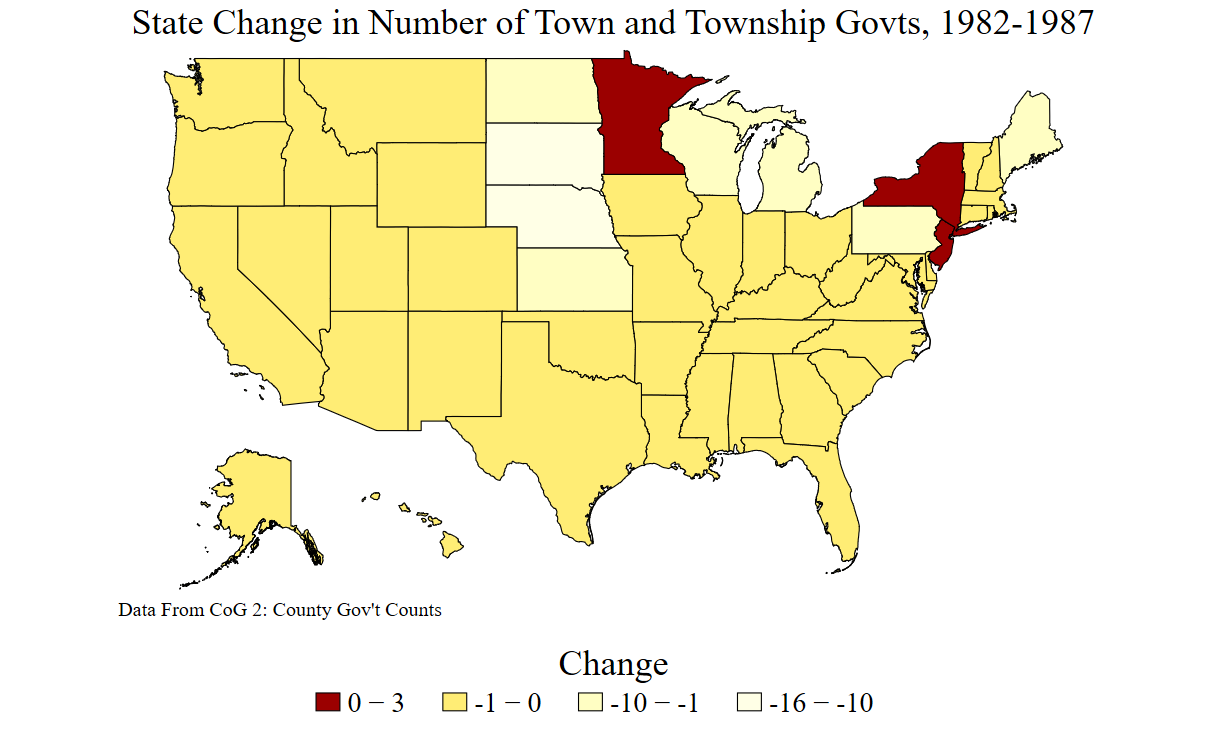 State Change in Number of Town and Township Govts, 1982-1987
Data From CoG 2: County Gov't Counts
Change
0 − 3 -1 − 0 -10 − -1 -16 − -10